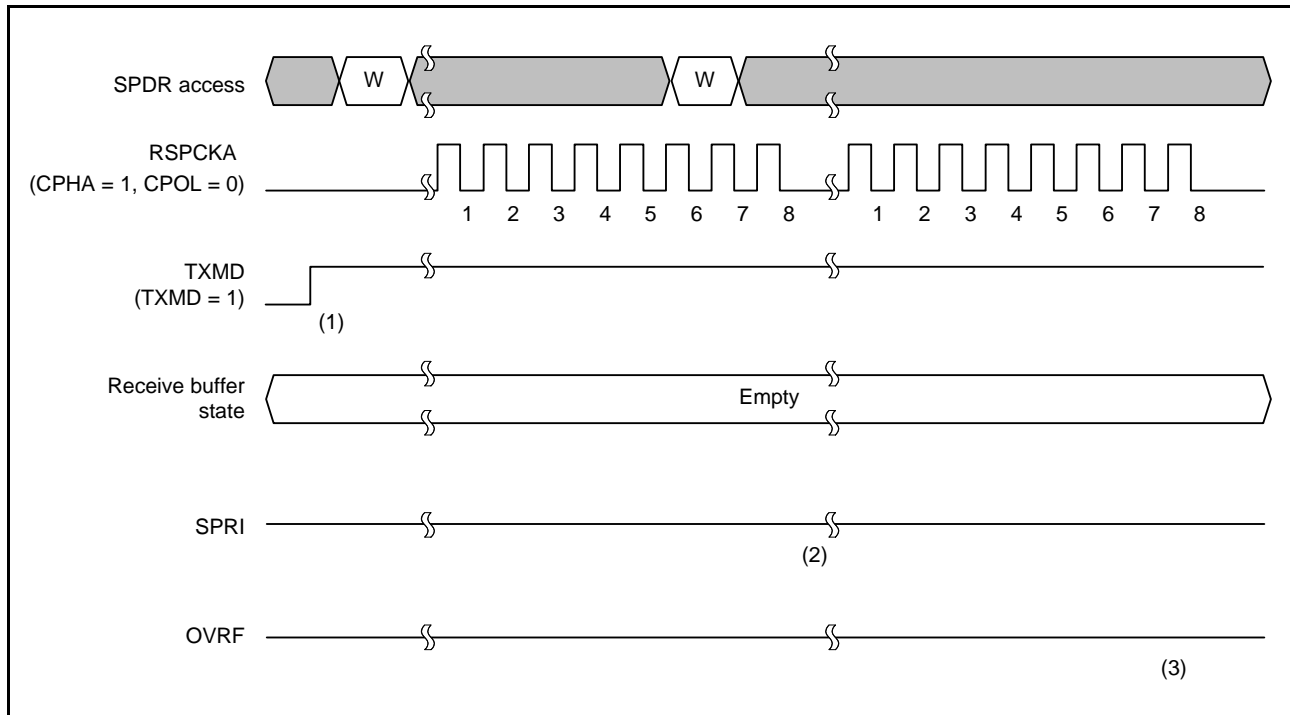 SPDR access
W
W
RSPCKA
(CPHA = 1, CPOL = 0)
1 2 3 4 5 6 7 8
1 2 3 4 5 6 7 8
TXMD
(TXMD = 1)
(1)
Receive buffer
state
Empty
SPRI
(2)
OVRF
(3)